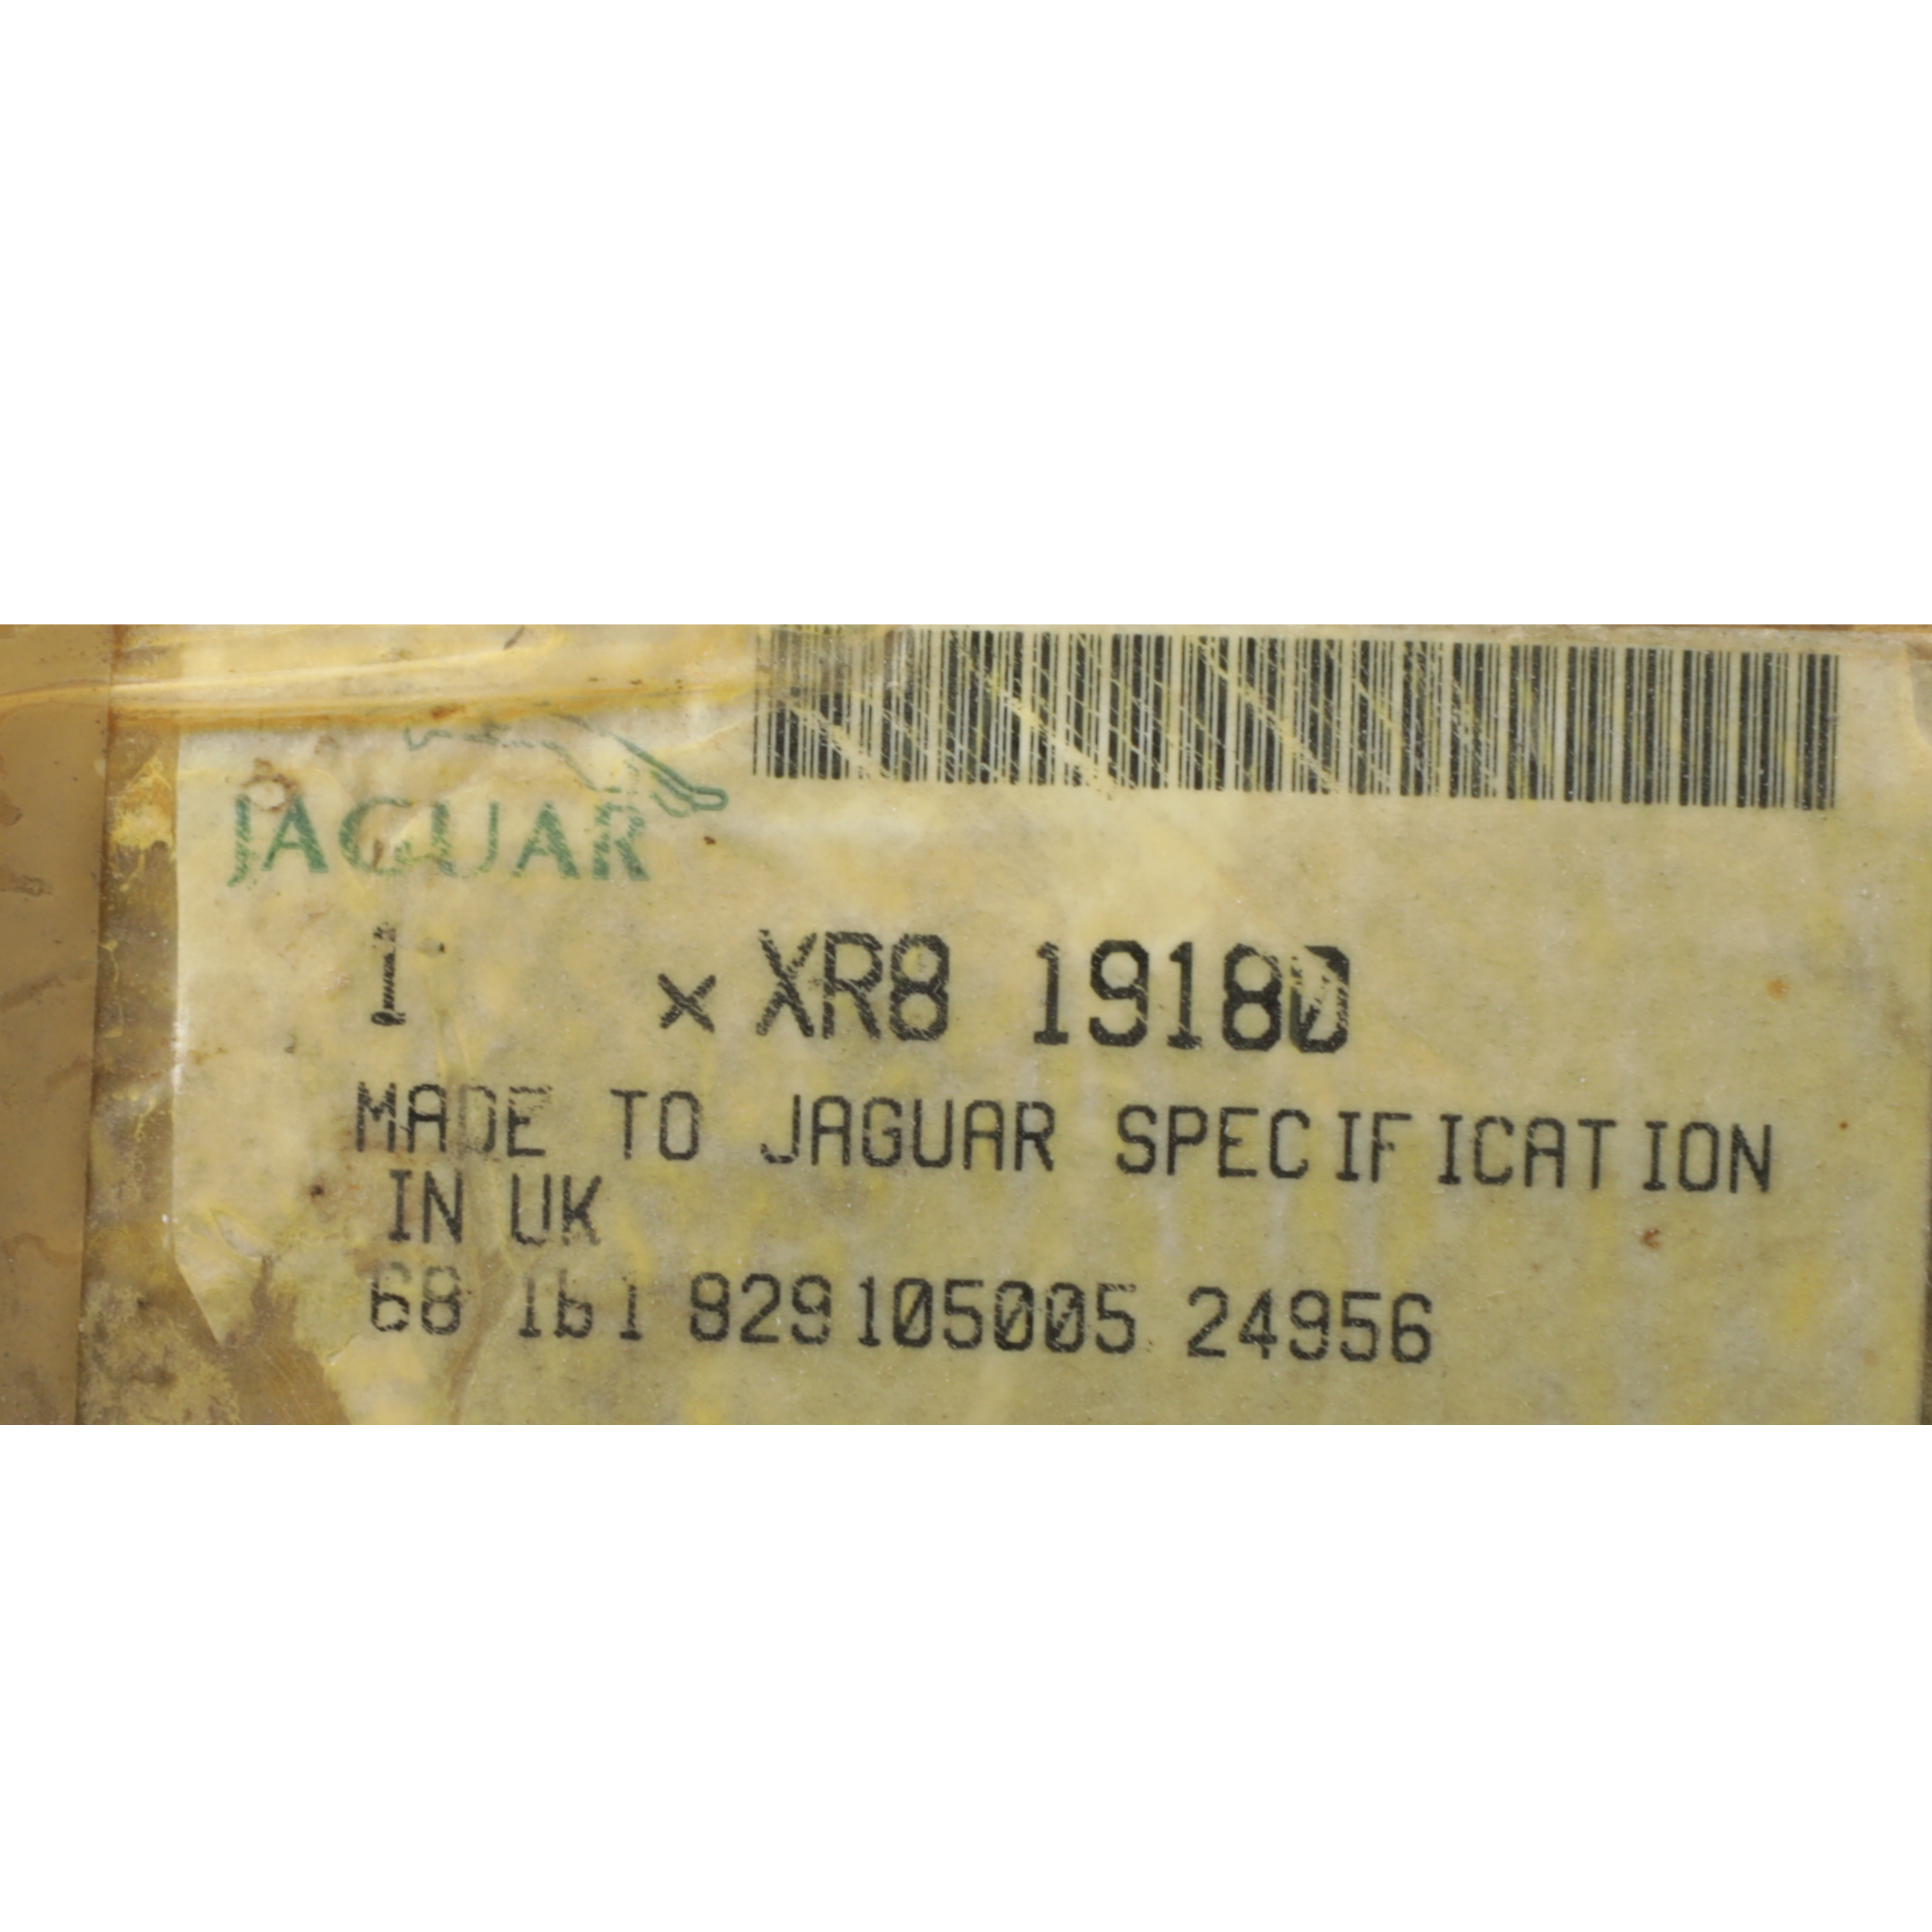 JAGUAR
1 x XR8 19180
MADE TO JAGUAR SPECIFICATION
IN UK
68 161 829105005 24956